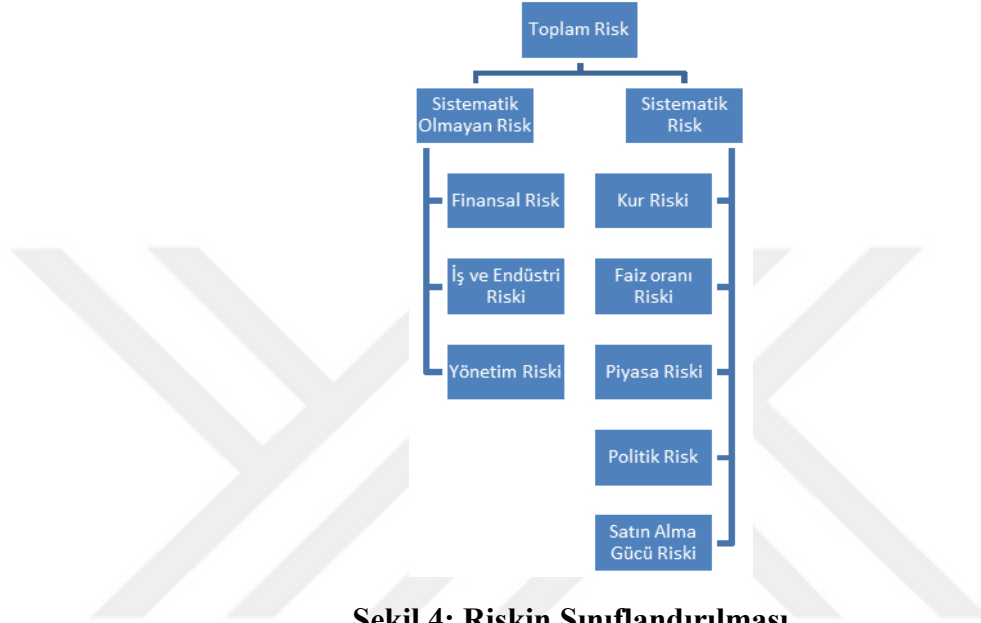 Toplam Risk
Sistematik
Olmayan Risk
Sistematik
Risk
Finansal Risk
Kur Riski
İş ve Endüstri
Riski
Faiz oranı
Riski
Yönetim Riski
Piyasa Riski
Politik Risk
Satın Alma
Gücü Riski
Şekil 4: Riskin Sınıflandırılması